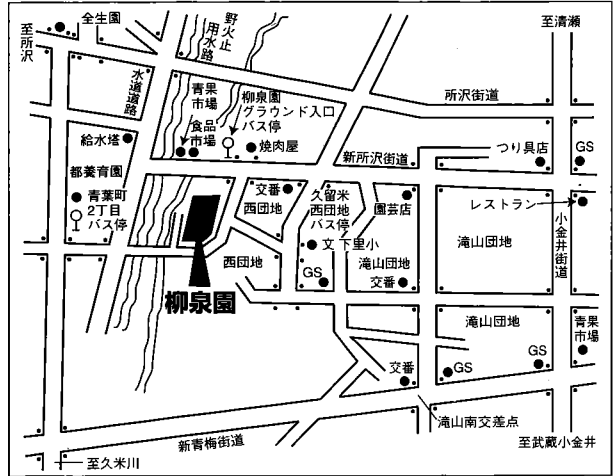 至所沢
全生園
野火止用水路
至清瀬
水道道路
青果市場
食品市場
柳泉園
グラウンド入口
バス停
焼肉屋
所沢街道
新所沢街道
つり具店
GS
給水塔
都養育園
青葉町
2丁目
バス停
交番
西団地
久留米
西団地
バス停
文 下里小
園芸店
滝山団地
交番
滝山団地
レストラン
小金井街道
西団地
GS
柳泉園
滝山団地
青果市場
交番
GS
GS
滝山南交差点
新青梅街道
至久米川
至武蔵小金井